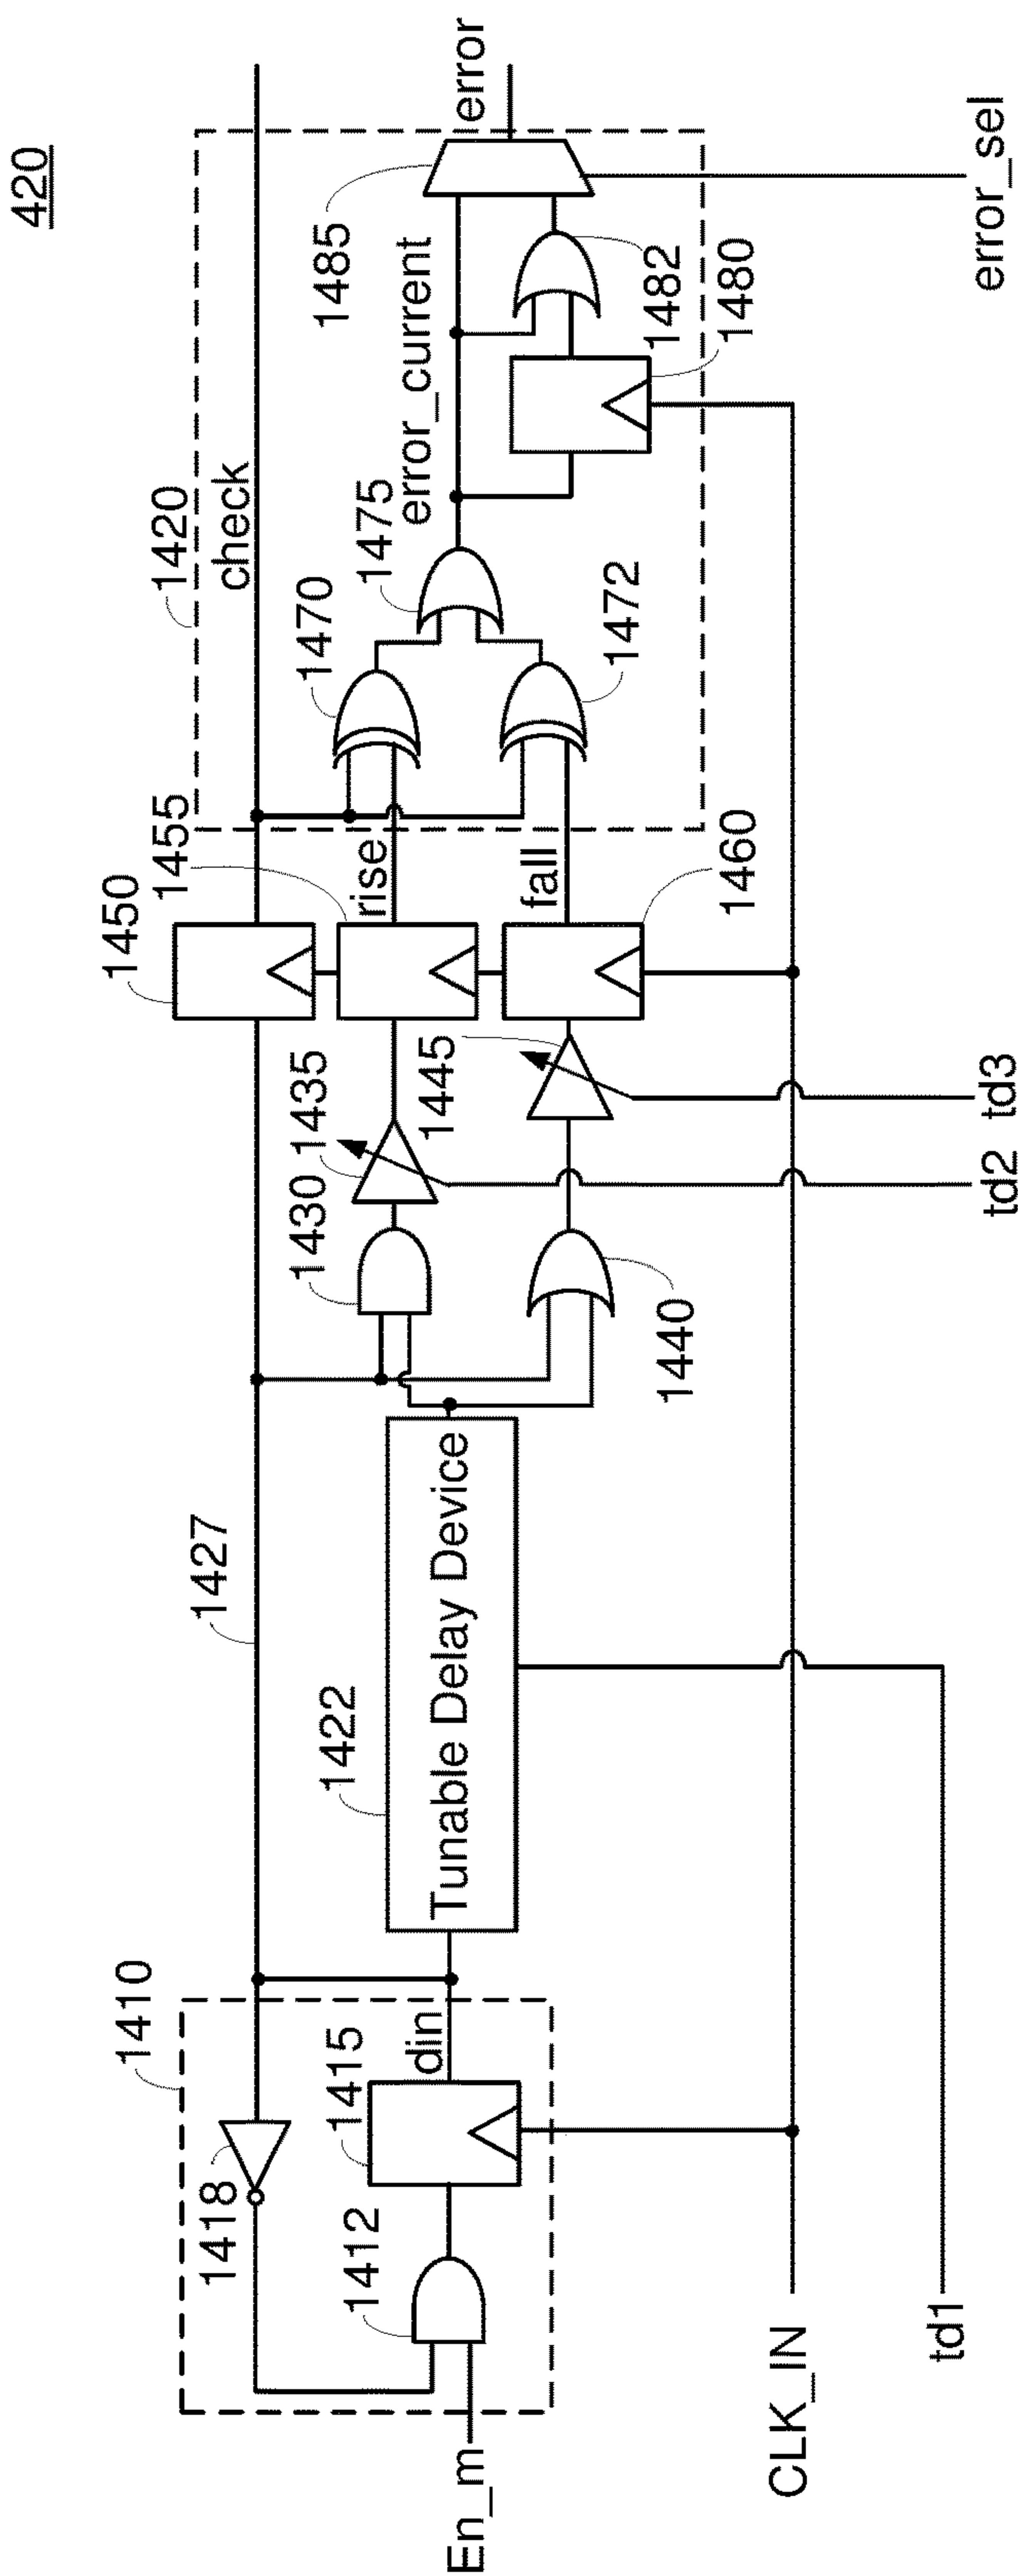 420
1420
check
1485
error
1470
1475
error_current
1482
1480
1472
error_sel
1450
1455
rise
fall
1460
1427
1430
1435
1445
1440
td2
td3
1422
Tunable Delay Device
1410
1418
1415
din
1412
En_m
CLK_IN
td1